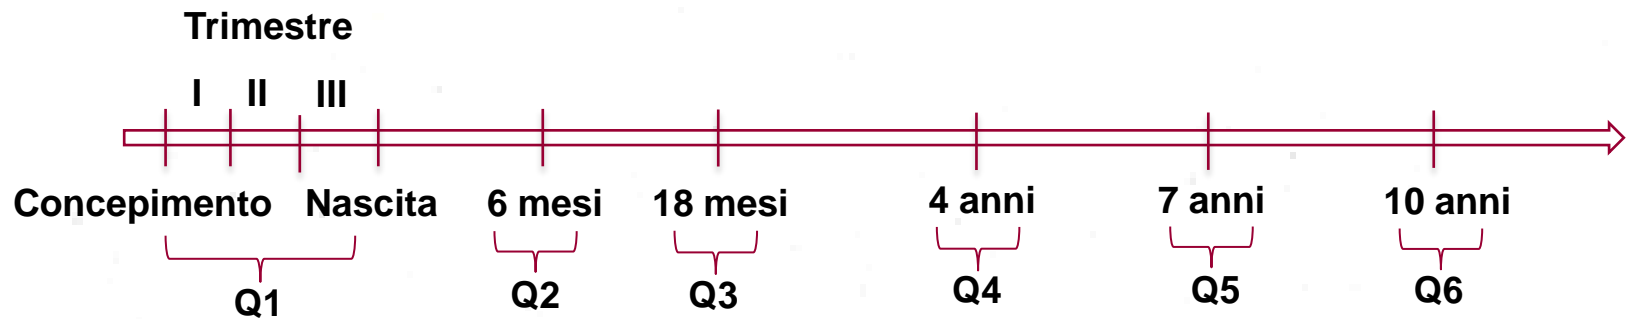 Trimestre
I II III
Concepimento Nascita 6 mesi 18 mesi 4 anni 7 anni 10 anni
Q1 Q2 Q3 Q4 Q5 Q6